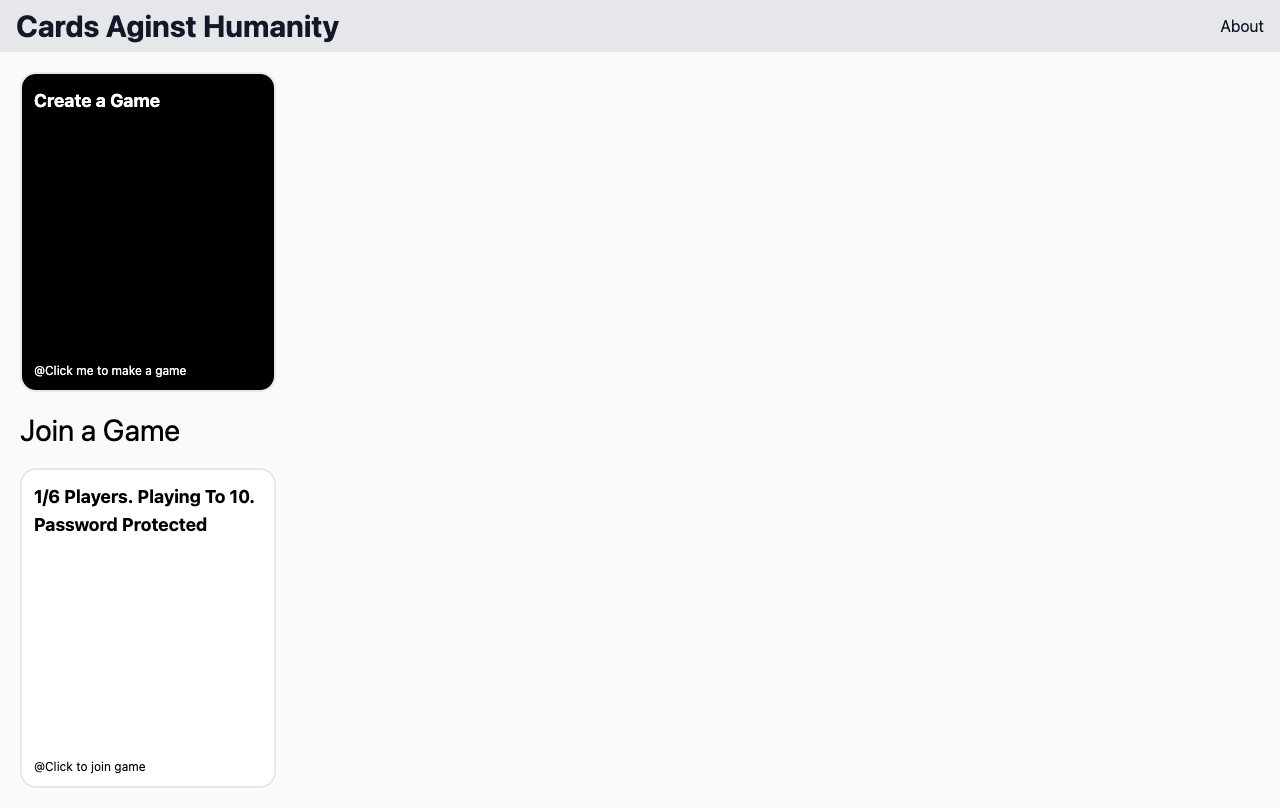 Cards Aginst Humanity
About
Create a Game
@Click me to make a game
Join a Game
1/6 Players. Playing To 10.
Password Protected
@Click to join game